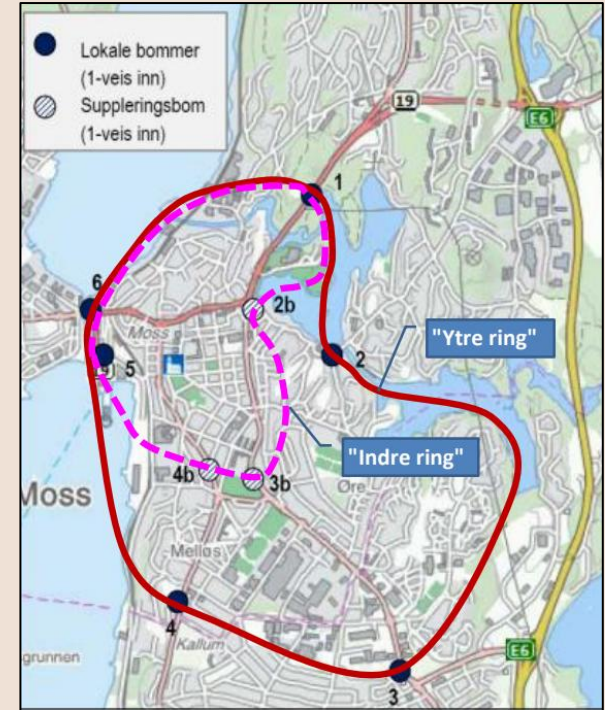 Lokale bommer
(1-veis inn)
Suppleringsbom
(1-veis inn)
19
E6
1
6
2b
Moss
"Ytre ring"
2
5
"Indre ring"
4b
3b
Moss
Melløs
4
Kallum
E6
grunnen
3